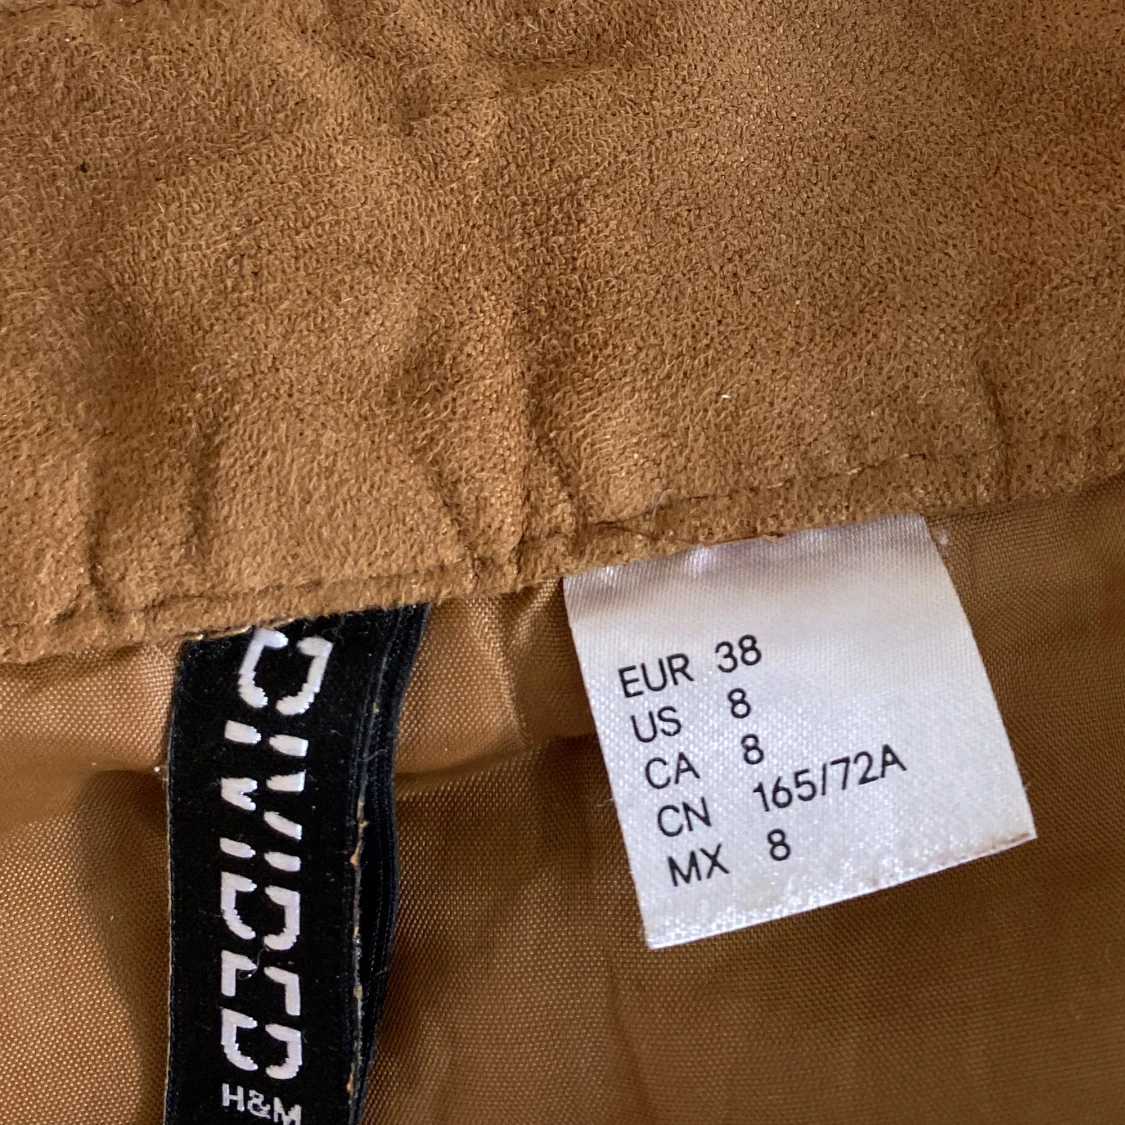 DIVIDED
H&M
EUR 38
US 8
CA 8
CN 165/72A
MX 8